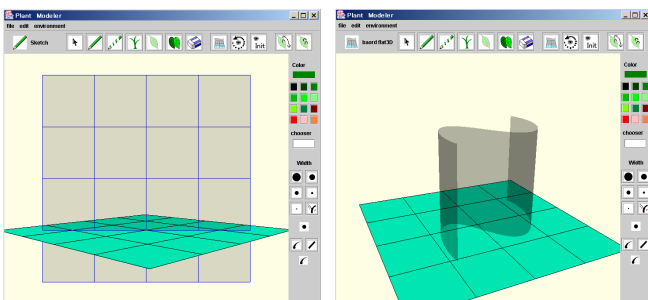 Plant Modeler
file edit environment
Sketch
Init
Color
chooser
Width
Plant Modeler
file edit environment
baord flat3D
Init
Color
chooser
Width